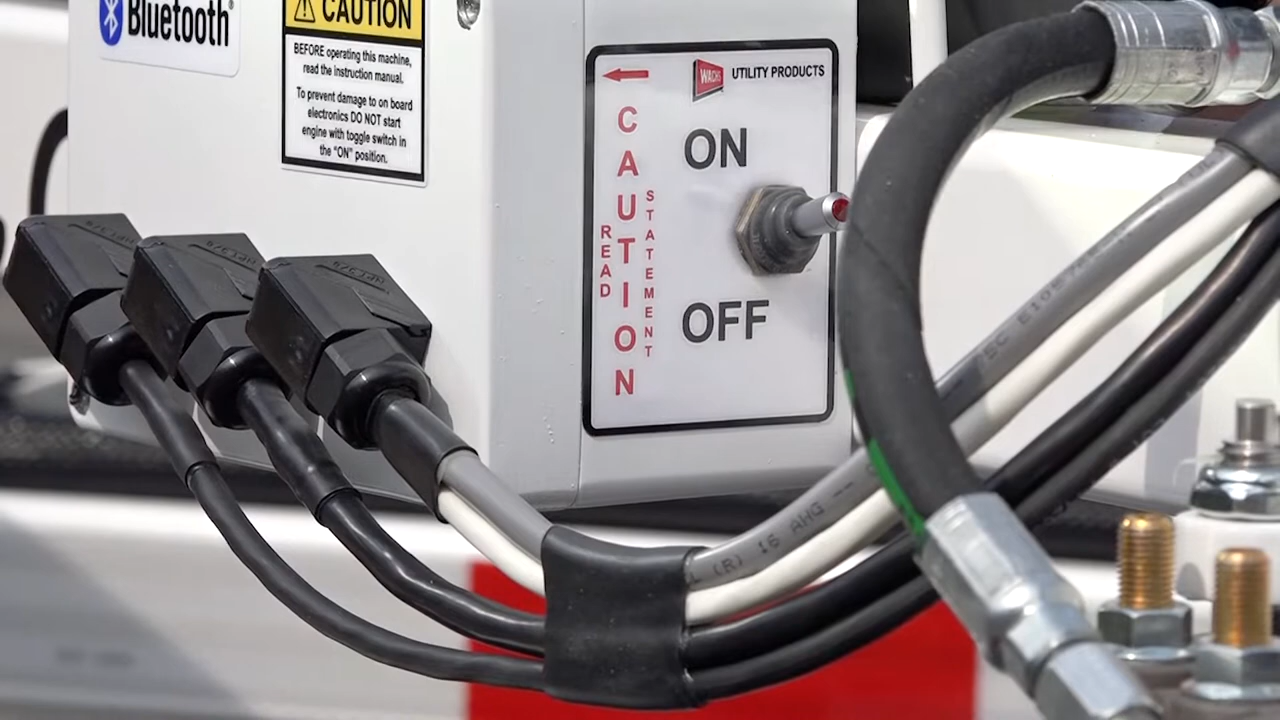 Bluetooth®
CAUTION
BEFORE operating this machine,
read the instruction manual.
To prevent damage to on board
electronics DO NOT start
engine with toggle switch in
the "ON" position.
WACHS UTILITY PRODUCTS
CAUTION
READ
STATEMENT
ON
OFF
(R) 16 AWG
5C